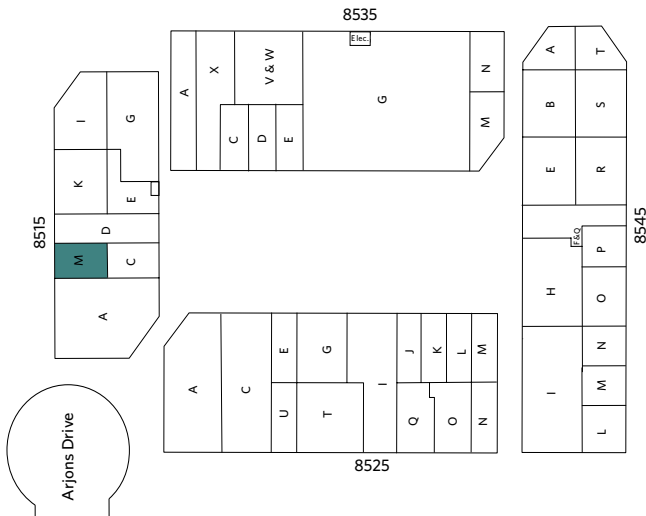 8535
Elec.
A
X
V & W
C
D
E
G
N
M
8515
I
G
K
E
D
M
C
A
8545
A
T
B
S
E
R
F&Q
P
H
O
N
I
M
L
8525
A
C
E
G
I
J
K
L
M
U
T
Q
O
N
Arjons Drive